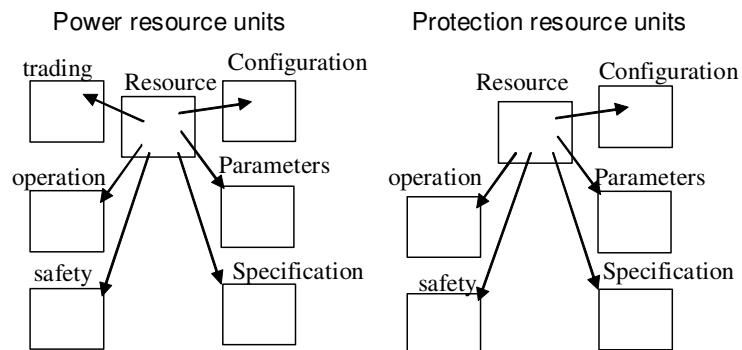 Power resource units
trading
Resource
Configuration
operation
Parameters
safety
Specification
Protection resource units
Resource
Configuration
operation
Parameters
safety
Specification